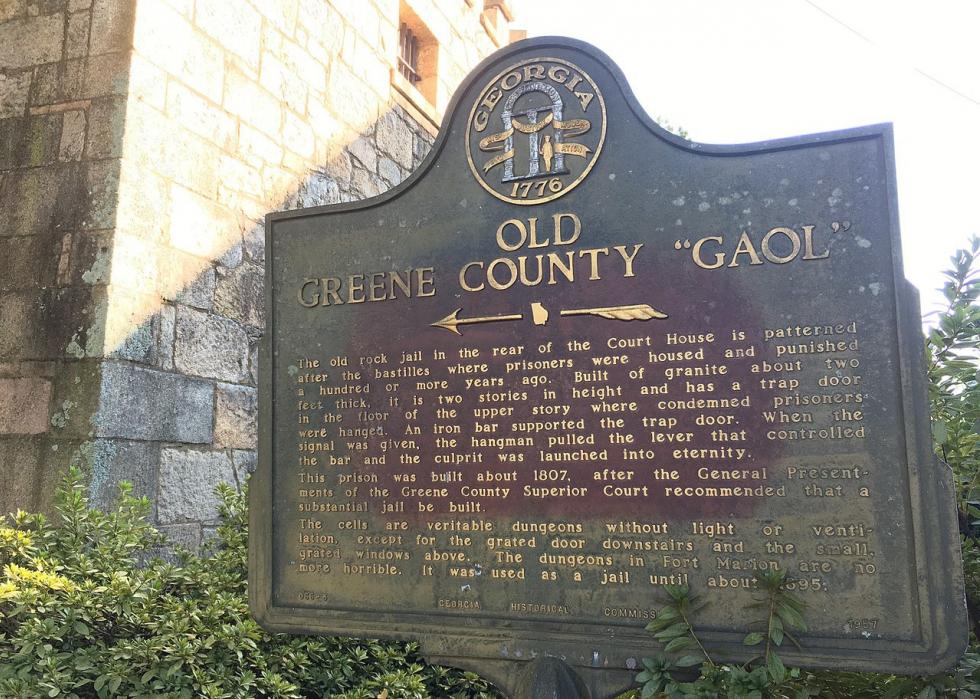 GEORGIA
1776
OLD
GREENE COUNTY "GAOL"
The old rock jail in the rear of the Court House is patterned
after the bastilles where prisoners were housed and punished
a hundred or more years ago. Built of granite about two
feet thick, it is two stories in height and has a trap door
in the floor of the upper story where condemned prisoners
were hanged. An iron bar supported the trap door. When the
signal was given, the hangman pulled the lever that controlled
the bar and the culprit was launched into eternity.
This prison was built about 1807, after the General Present-
ments of the Greene County Superior Court recommended that a
substantial jail be built.
The cells are veritable dungeons without light or venti-
lation, except for the grated door downstairs and the small,
grated windows above. The dungeons in Fort Marion are no
more horrible. It was used as a jail until about 1895.
GEORGIA HISTORICAL COMMISS
1957